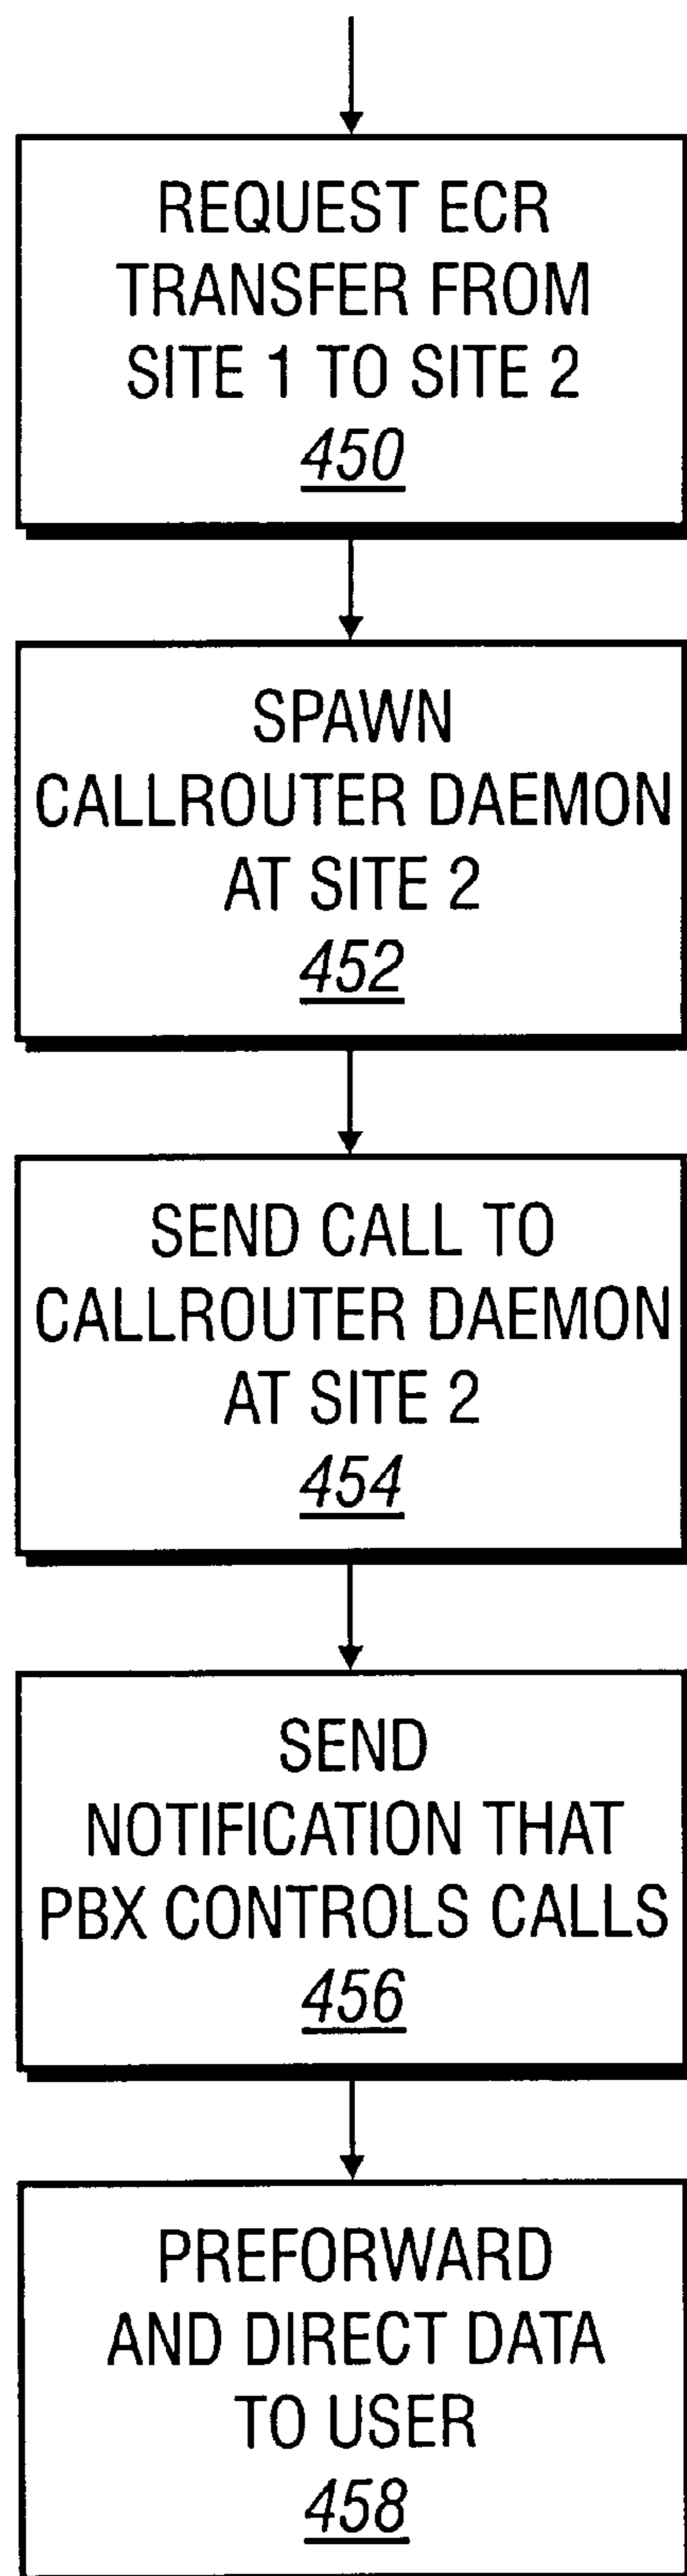 REQUEST ECR
TRANSFER FROM
SITE 1 TO SITE 2
450
SPAWN
CALLROUTER DAEMON
AT SITE 2
452
SEND CALL TO
CALLROUTER DAEMON
AT SITE 2
454
SEND
NOTIFICATION THAT
PBX CONTROLS CALLS
456
PREFORWARD
AND DIRECT DATA
TO USER
458